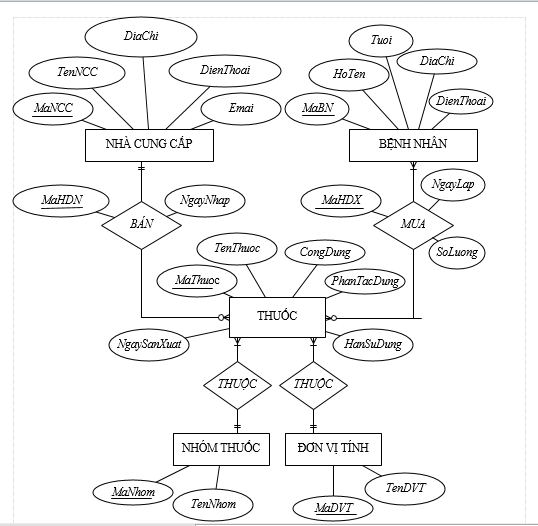 DiaChi
TenNCC
DienThoai
MaNCC
Emai
NHÀ CUNG CẤP
Tuoi
HoTen
DiaChi
MaBN
DienThoai
BỆNH NHÂN
MaHDN
NgayNhap
BÁN
MaHDX
NgayLap
MUA
SoLuong
TenThuoc
CongDung
MaThuoc
PhanTacDung
THUỐC
NgaySanXuat
HanSuDung
THUỘC
THUỘC
NHÓM THUỐC
ĐƠN VỊ TÍNH
MaNhom
TenNhom
MaDVT
TenDVT